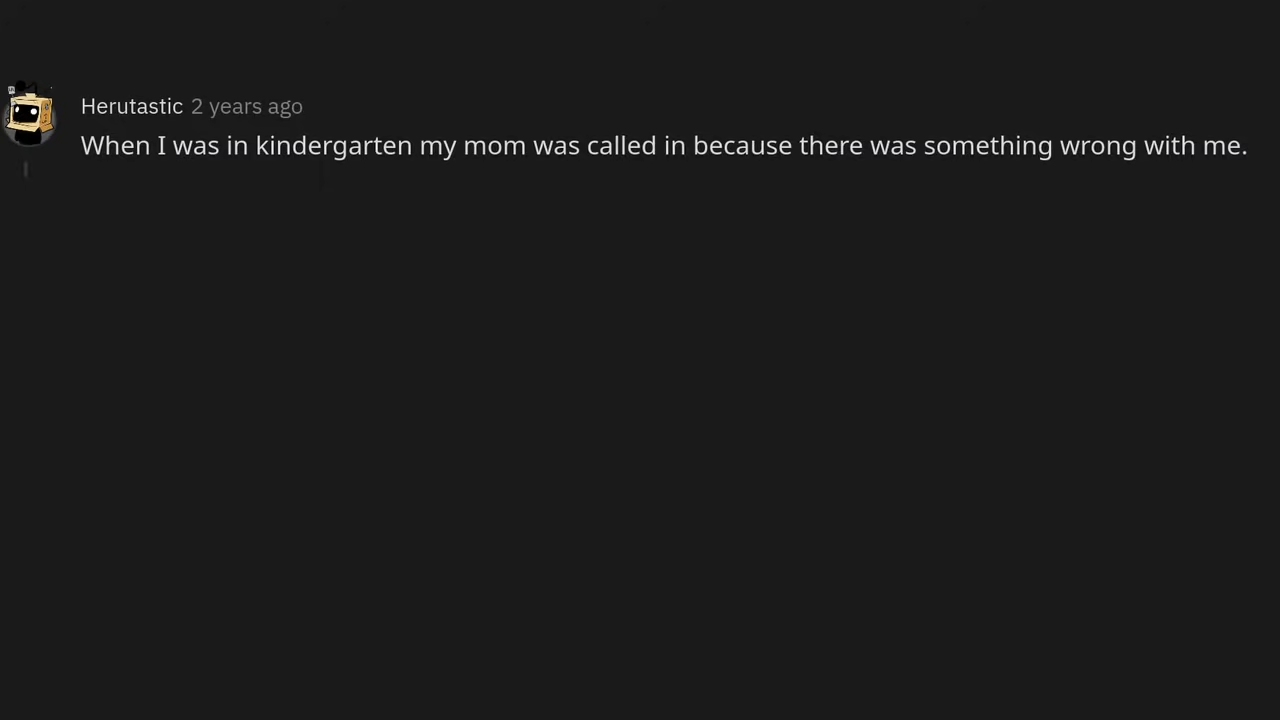 Herutastic 2 years ago
When I was in kindergarten my mom was called in because there was something wrong with me.